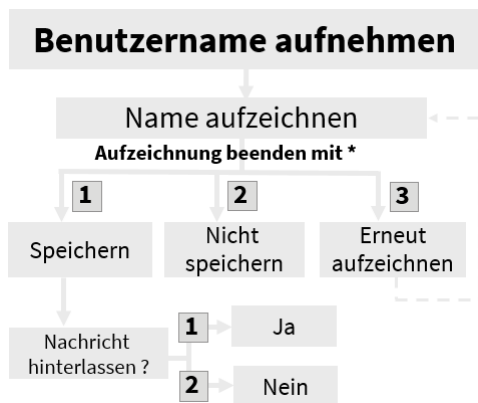 Benutzername aufnehmen
Name aufzeichnen
Aufzeichnung beenden mit *
1
2
3
Speichern
Nicht
speichern
Erneut
aufzeichnen
Nachricht
hinterlassen ?
1
Ja
2
Nein